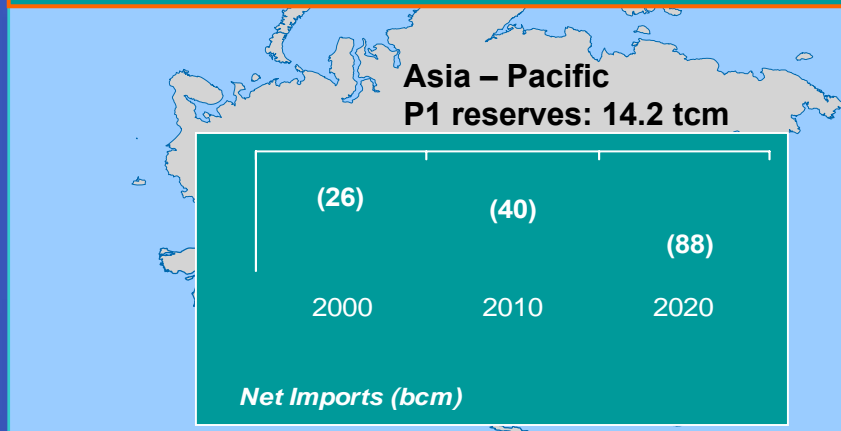 Asia – Pacific
P1 reserves: 14.2 tcm
(26)
(40)
(88)
2000 2010 2020
Net Imports (bcm)